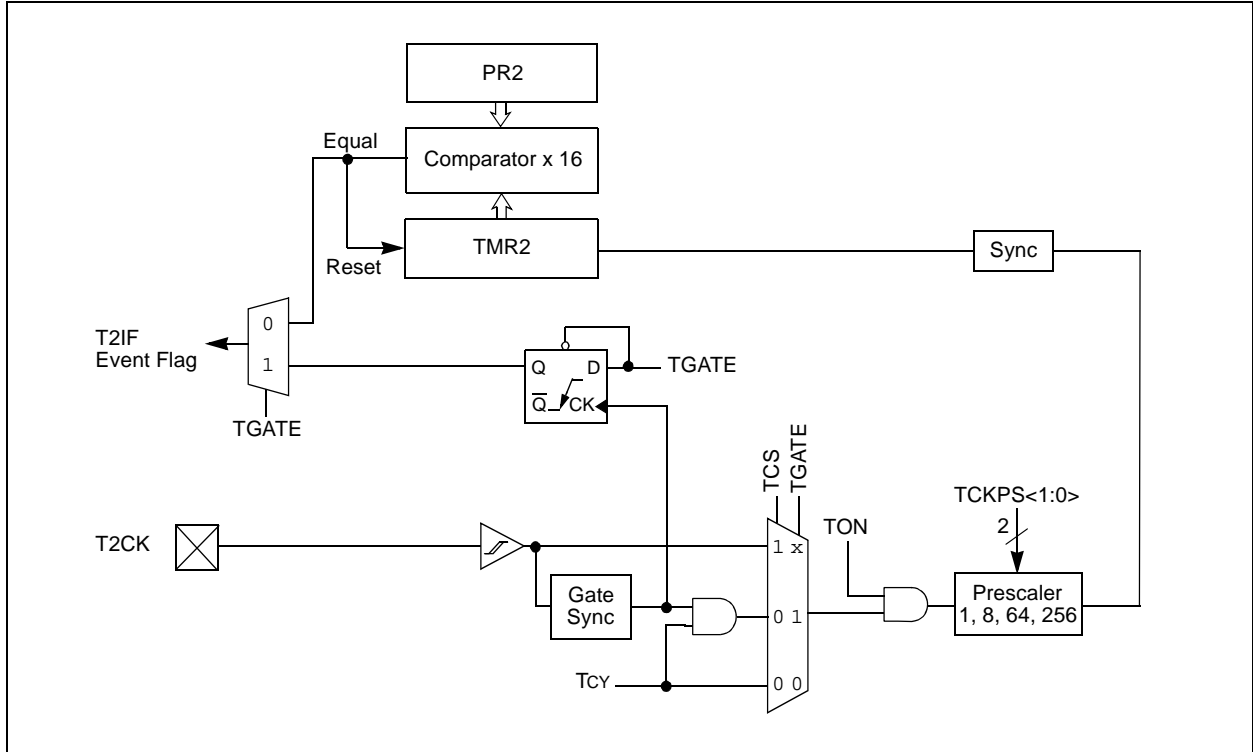 PR2
Equal
Comparator x 16
Reset
TMR2
Sync
T2IF
Event Flag
0
1
TGATE
Q
D
Q̅
CK
TGATE
TCS
TGATE
TCKPS<1:0>
2
TON
T2CK
1 x
Gate
Sync
0 1
Prescaler
1, 8, 64, 256
TCY
0 0